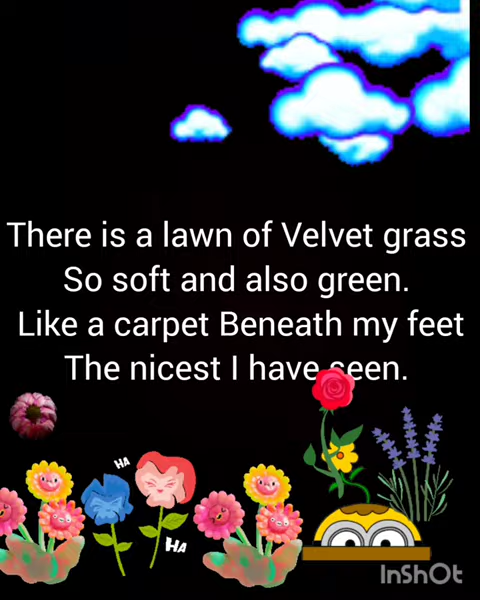 There is a lawn of Velvet grass
So soft and also green.
Like a carpet Beneath my feet
The nicest I have seen.
HA
HA
InShOt